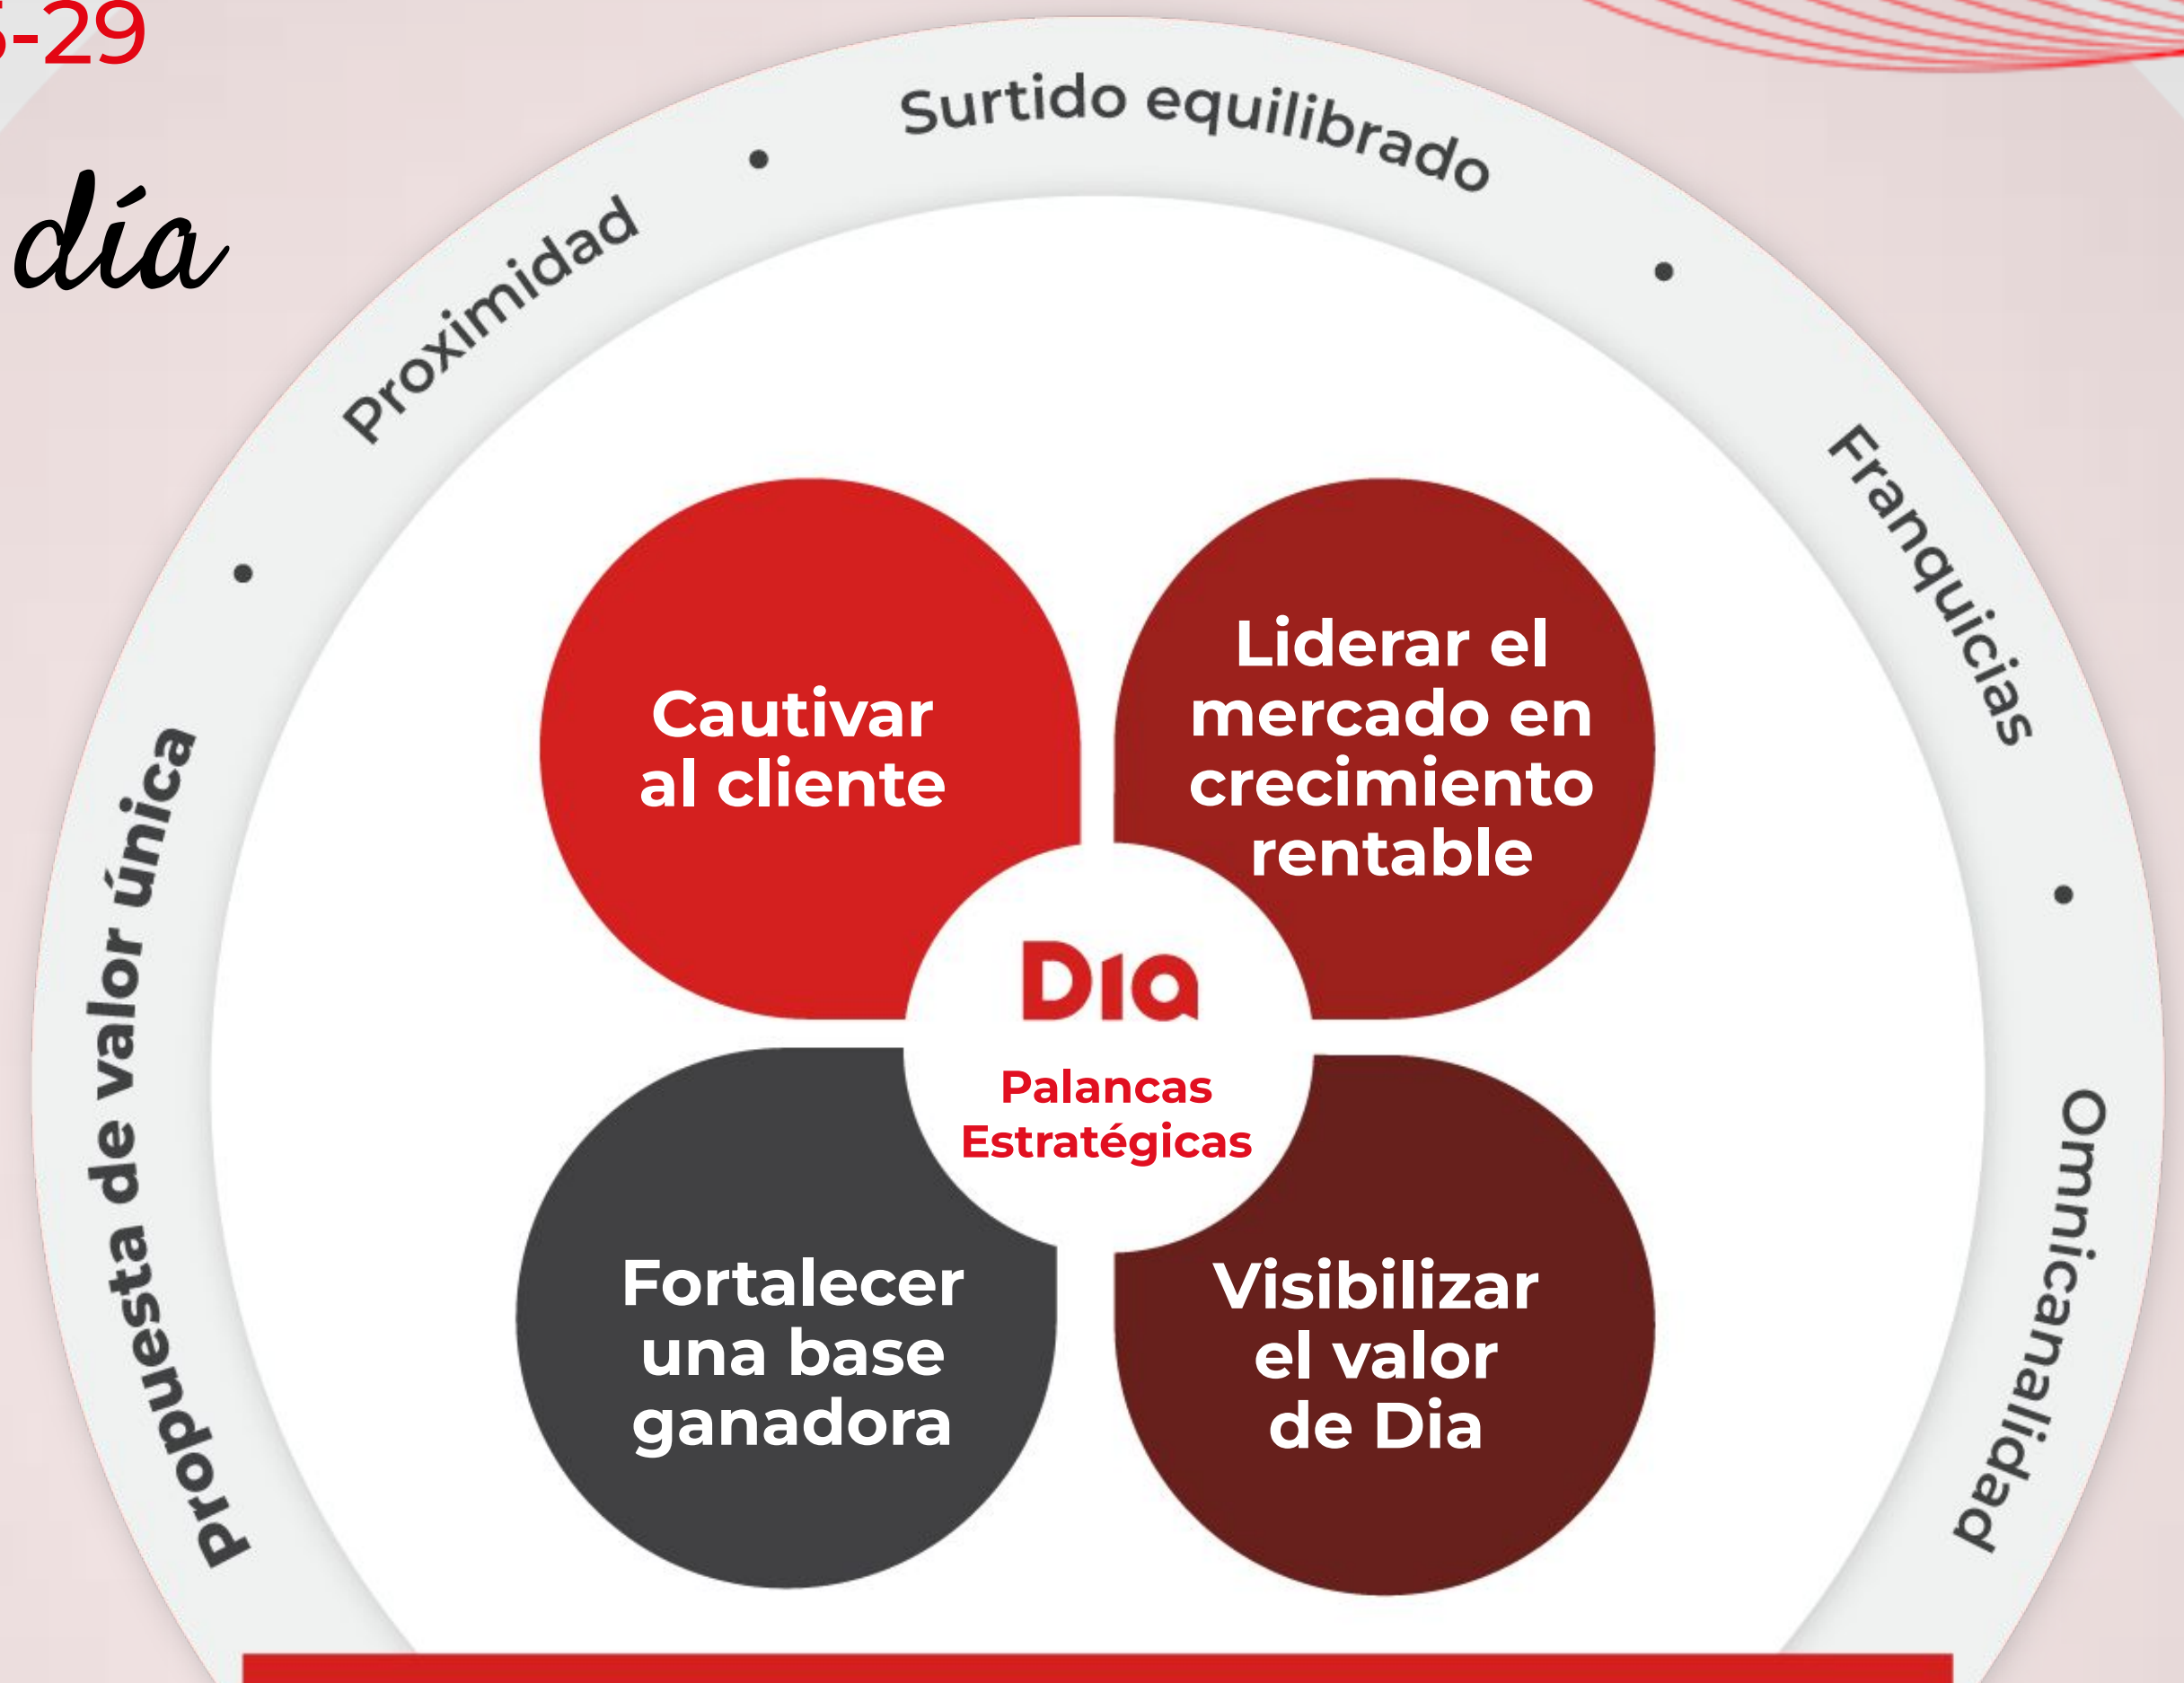 -29
día
Propuesta de valor única • Proximidad • Surtido equilibrado • Franquicias • Omnicanalidad
Cautivar
al cliente
Liderar el
mercado en
crecimiento
rentable
Dia
Palancas
Estratégicas
Fortalecer
una base
ganadora
Visibilizar
el valor
de Dia